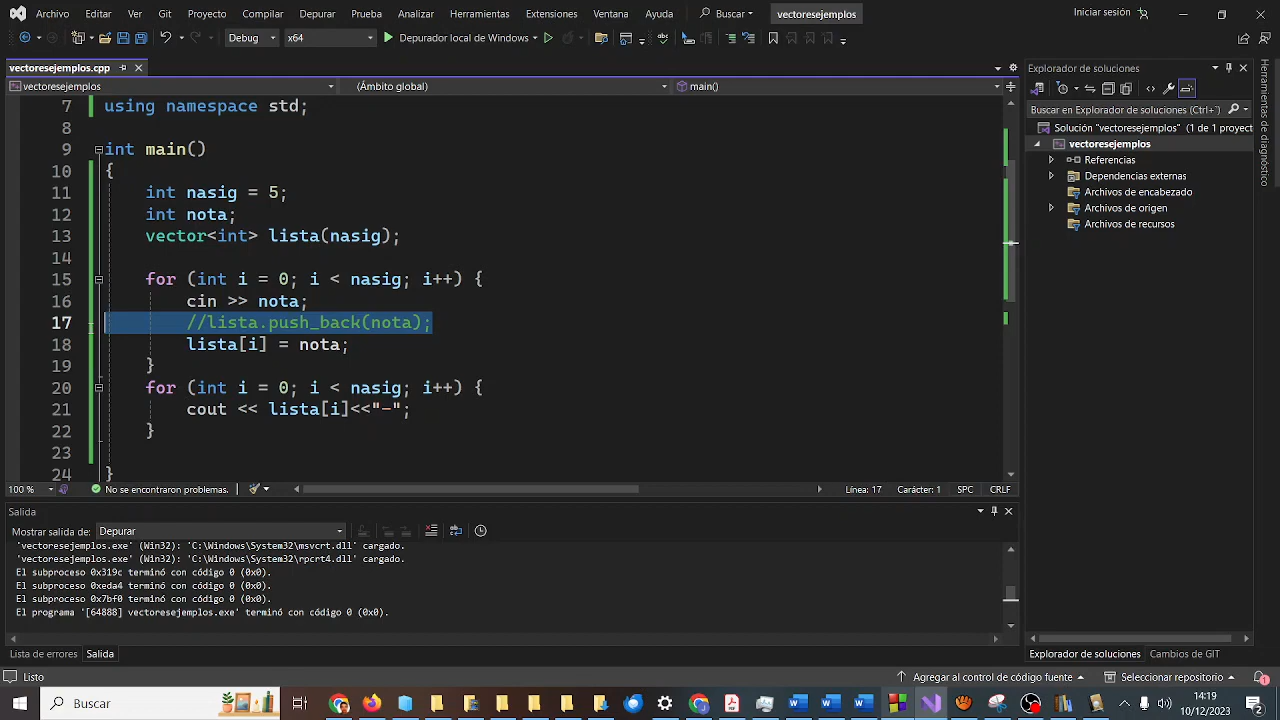 Archivo Editar Ver Git Proyecto Compilar Depurar Prueba Analizar Herramientas Extensiones Ventana Ayuda Buscar vectoresejemplos Iniciar sesión
Debug x64 Depurador local de Windows
vectoresejemplos.cpp
vectoresejemplos (Ámbito global) main()
7 using namespace std;
8
9 int main()
10 {
11 int nasig = 5;
12 int nota;
13 vector<int> lista(nasig);
14
15 for (int i = 0; i < nasig; i++) {
16 cin >> nota;
17 //lista.push_back(nota);
18 lista[i] = nota;
19 }
20 for (int i = 0; i < nasig; i++) {
21 cout << lista[i]<<"-";
22 }
23
24 }
100 % No se encontraron problemas. Línea: 17 Carácter: 1 SPC CRLF
Salida
Mostrar salida de: Depurar
'vectoresejemplos.exe' (Win32): 'C:\Windows\System32\msvcrt.dll' cargado.
'vectoresejemplos.exe' (Win32): 'C:\Windows\System32\rpcrt4.dll' cargado.
El subproceso 0x319c terminó con código 0 (0x0).
El subproceso 0xeda4 terminó con código 0 (0x0).
El subproceso 0x7bf0 terminó con código 0 (0x0).
El programa '[64888] vectoresejemplos.exe' terminó con código 0 (0x0).
Lista de errores Salida
Explorador de soluciones
Buscar en Explorador de soluciones (Ctrl+¨)
Solución "vectoresejemplos" (1 de 1 proyect
vectoresejemplos
Referencias
Dependencias externas
Archivos de encabezado
Archivos de origen
Archivos de recursos
Explorador de soluciones Cambios de GIT
Herramientas de diagnóstico
Listo Agregar al control de código fuente Seleccionar repositorio 1
Buscar
14:19
10/12/2023